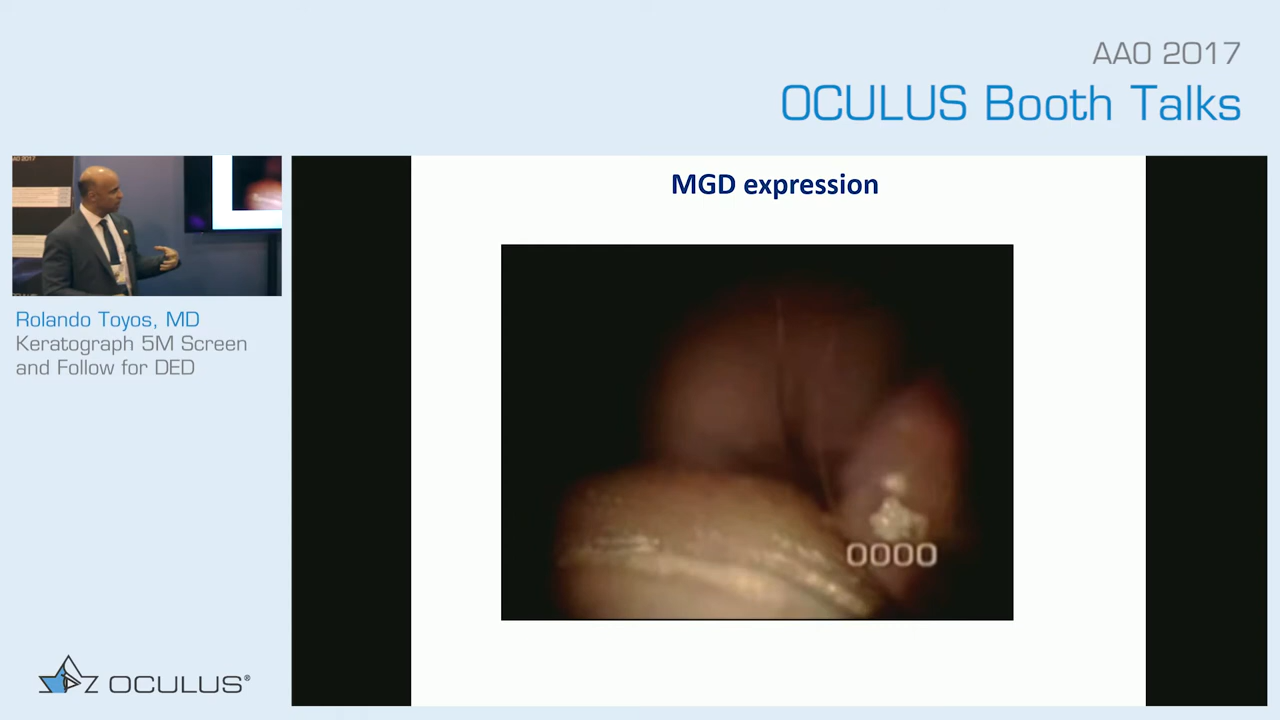 AAO 2017
OCULUS Booth Talks
MGD expression
Rolando Toyos, MD
Keratograph 5M Screen
and Follow for DED
0000
OCULUS®